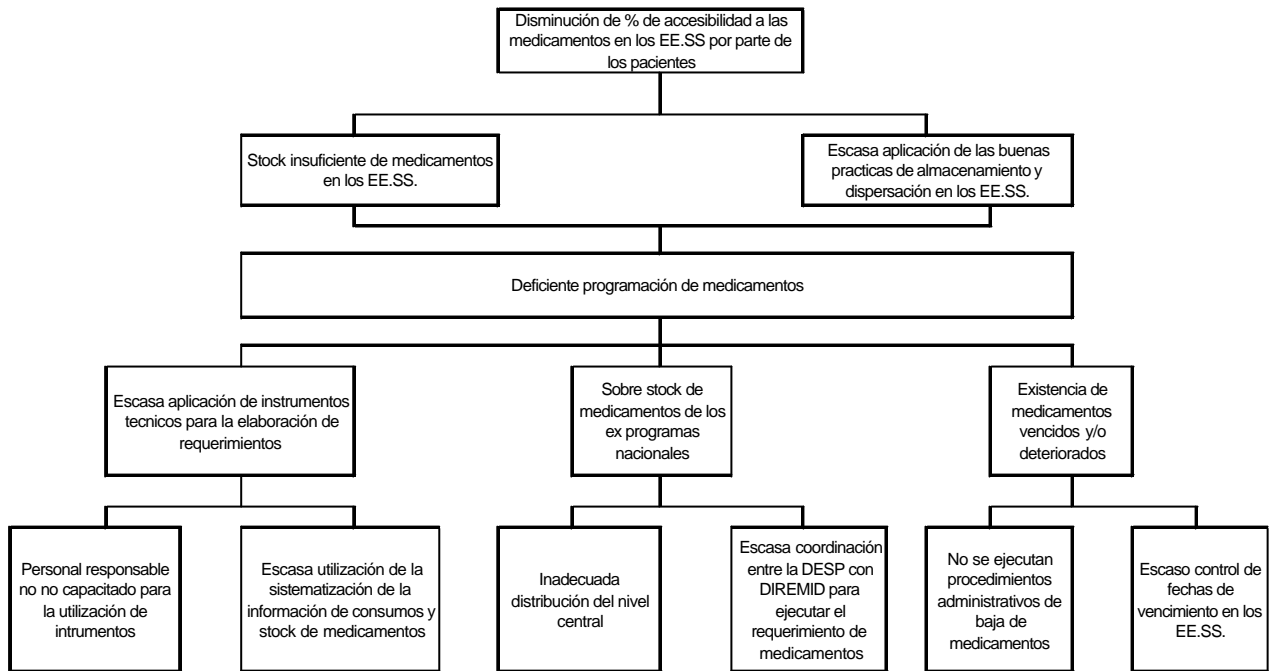 Disminución de % de accesibilidad a las
medicamentos en los EE.SS por parte de
los pacientes
Stock insuficiente de medicamentos
en los EE.SS.
Escasa aplicación de las buenas
practicas de almacenamiento y
dispersación en los EE.SS.
Deficiente programación de medicamentos
Escasa aplicación de instrumentos
tecnicos para la elaboración de
requerimientos
Sobre stock de
medicamentos de los
ex programas
nacionales
Existencia de
medicamentos
vencidos y/o
deteriorados
Personal responsable
no no capacitado para
la utilización de
intrumentos
Escasa utilización de la
sistematización de la
información de consumos y
stock de medicamentos
Inadecuada
distribución del nivel
central
Escasa coordinación
entre la DESP con
DIREMID para
ejecutar el
requerimiento de
medicamentos
No se ejecutan
procedimientos
administrativos de
baja de
medicamentos
Escaso control de
fechas de
vencimiento en los
EE.SS.